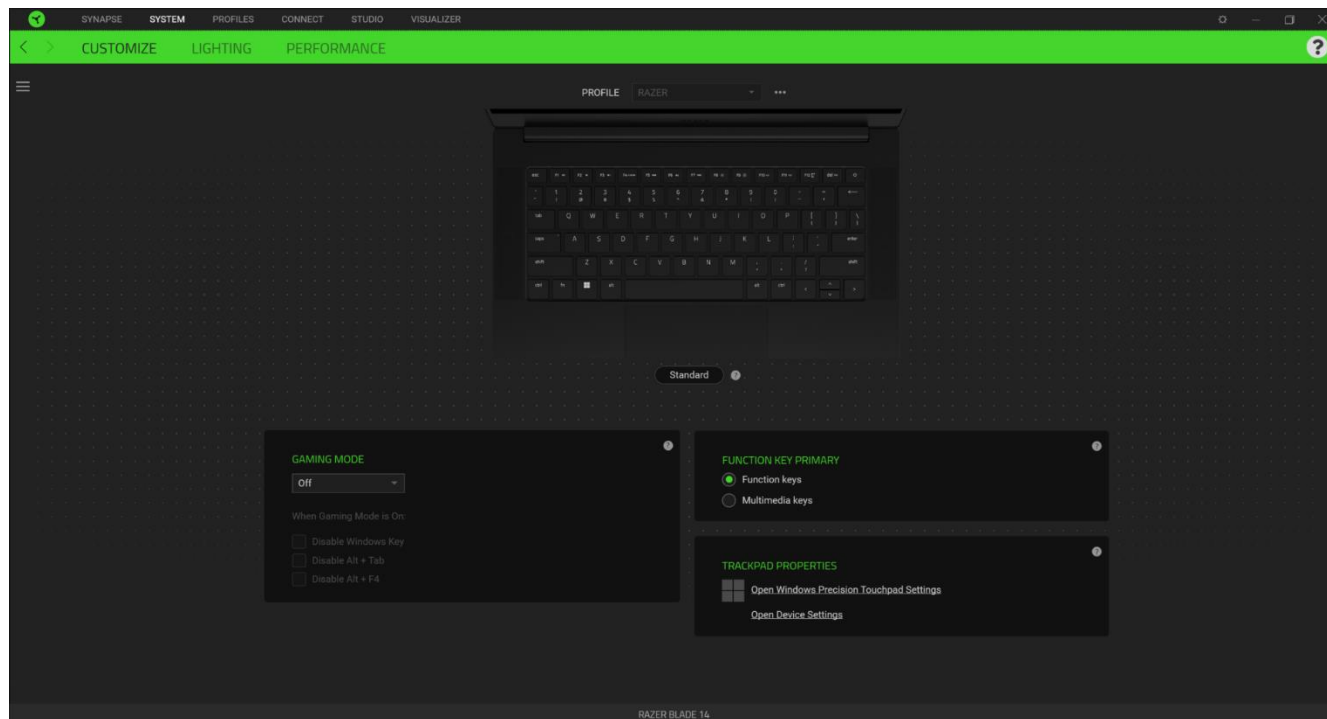 SYNAPSE SYSTEM PROFILES CONNECT STUDIO VISUALIZER
CUSTOMIZE LIGHTING PERFORMANCE
PROFILE RAZER
tab Q W E R T Y U I O P
A S D F G H J K L
Z X C V B N M
Standard
GAMING MODE
Off
When Gaming Mode is On:
Disable Windows Key
Disable Alt + Tab
Disable Alt + F4
FUNCTION KEY PRIMARY
Function keys
Multimedia keys
TRACKPAD PROPERTIES
Open Windows Precision Touchpad Settings
Open Device Settings
RAZER BLADE 14